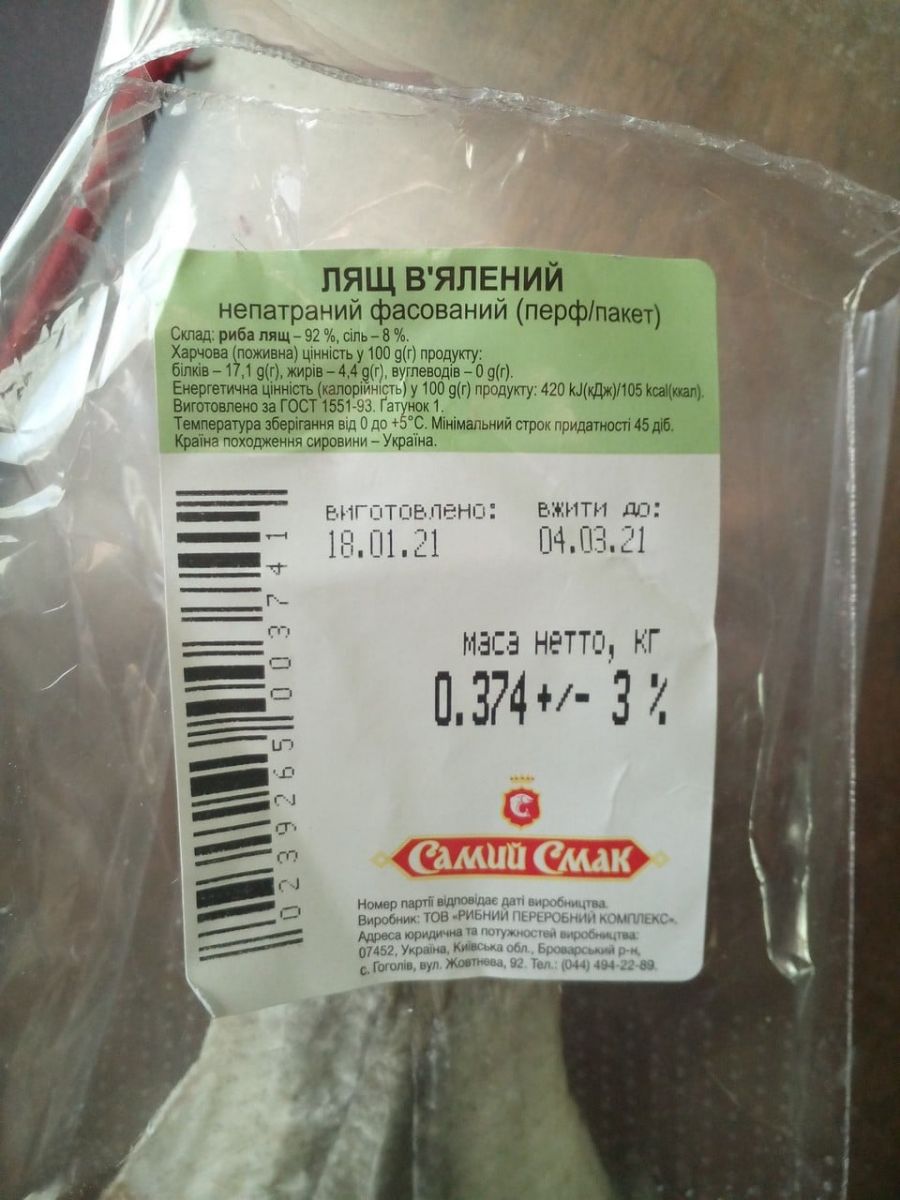 ЛЯЩ В'ЯЛЕНИЙ
непатраний фасований (перф/пакет)
Склад: риба лящ – 92 %, сіль – 8 %.
Харчова (поживна) цінність у 100 g(г) продукту:
білків – 17,1 g(г), жирів – 4,4 g(г), вуглеводів – 0 g(г).
Енергетична цінність (калорійність) у 100 g(г) продукту: 420 kJ(кДж)/105 kcal(ккал).
Виготовлено за ГОСТ 1551-93. Ґатунок 1.
Температура зберігання від 0 до +5°С. Мінімальний строк придатності 45 діб.
Країна походження сировини – Україна.
виготовлено: вжити до:
18.01.21 04.03.21
маса нетто, кг
0.374 +/- 3 %
0239265003741
С
Самий Смак
Номер партії відповідає даті виробництва.
Виробник: ТОВ «РИБНИЙ ПЕРЕРОБНИЙ КОМПЛЕКС».
Адреса юридична та потужностей виробництва:
07452, Україна, Київська обл., Броварський р-н,
с. Гоголів, вул. Жовтнева, 92. Тел.: (044) 494-22-89.